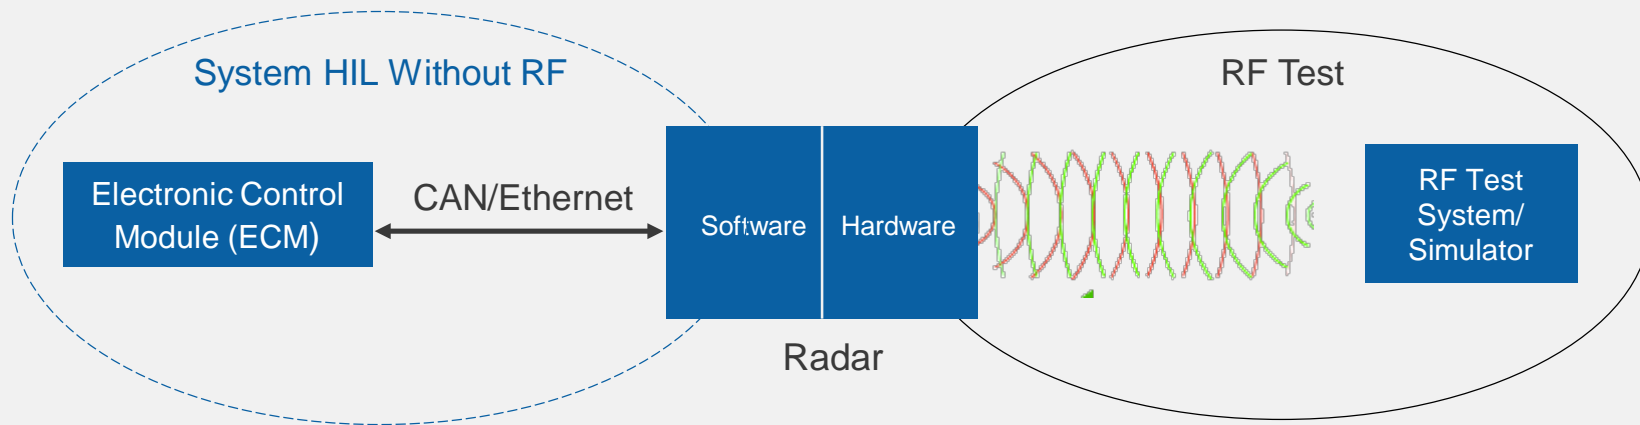 System HIL Without RF
RF Test
Electronic Control
Module (ECM)
CAN/Ethernet
Software
Hardware
RF Test
System/
Simulator
Radar